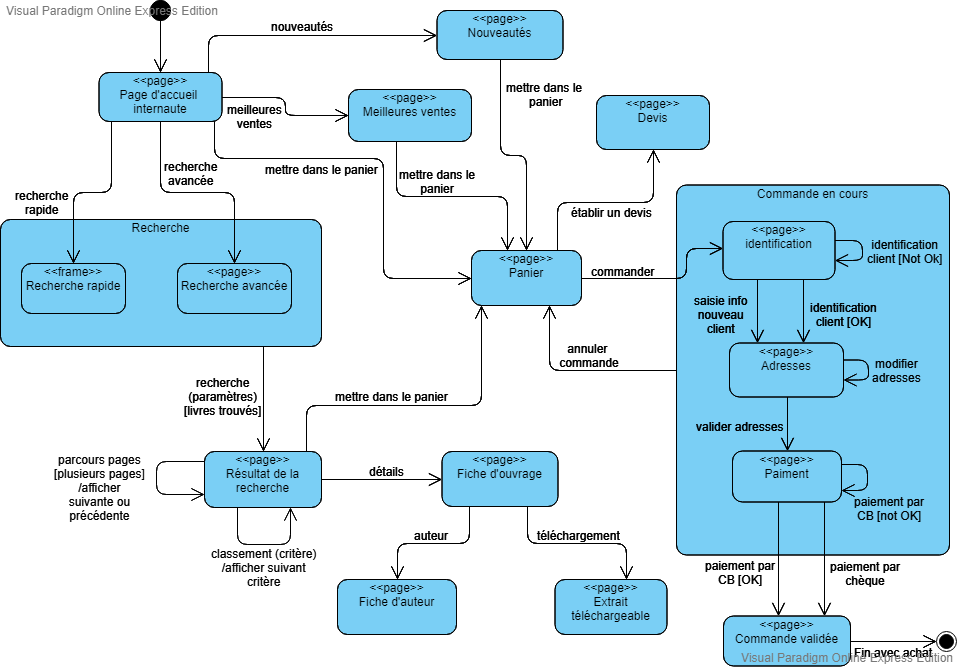 Visual Paradigm Online Express Edition
nouveautés
<<page>>
Nouveautés
<<page>>
Page d'accueil
internaute
meilleures
ventes
<<page>>
Meilleures ventes
mettre dans le
panier
<<page>>
Devis
recherche
avancée
mettre dans le panier
mettre dans le
panier
recherche
rapide
établir un devis
Recherche
<<frame>>
Recherche rapide
<<page>>
Recherche avancée
<<page>>
Panier
commander
annuler
commande
Commande en cours
<<page>>
identification
identification
client [Not Ok]
saisie info
nouveau
client
identification
client [OK]
<<page>>
Adresses
modifier
adresses
valider adresses
<<page>>
Paiment
paiement par
CB [not OK]
paiement par
CB [OK]
paiement par
chèque
recherche
(paramètres)
[livres trouvés]
mettre dans le panier
parcours pages
[plusieurs pages]
/afficher
suivante ou
précédente
<<page>>
Résultat de la
recherche
détails
<<page>>
Fiche d'ouvrage
classement (critère)
/afficher suivant
critère
auteur
téléchargement
<<page>>
Fiche d'auteur
<<page>>
Extrait
téléchargeable
<<page>>
Commande validée
Fin avec achat
Visual Paradigm Online Express Edition